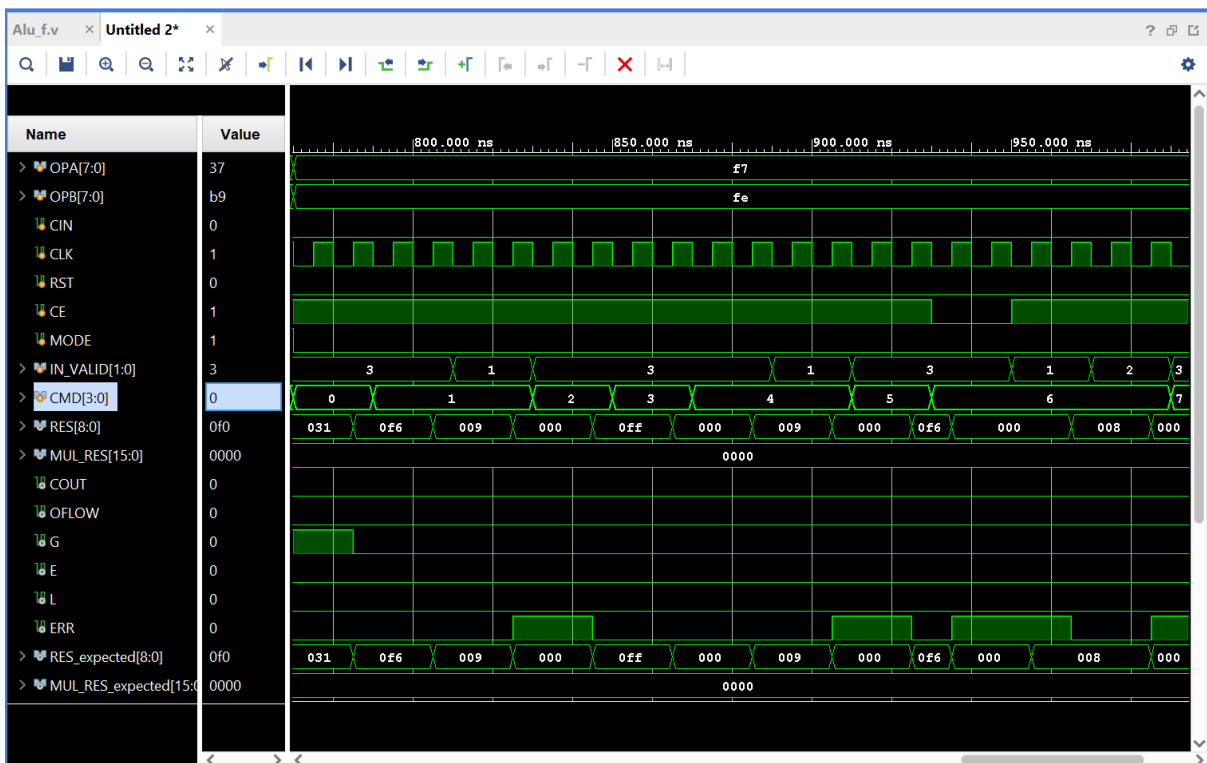 Alu_f.v × Untitled 2* × ?
Name Value
800.000 ns 850.000 ns 900.000 ns 950.000 ns
OPA[7:0] 37 f7
OPB[7:0] b9 fe
CIN 0
CLK 1
RST 0
CE 1
MODE 1
IN_VALID[1:0] 3 3 1 3 1 3 1 2 3
CMD[3:0] 0 0 1 2 3 4 5 6 7
RES[8:0] 0f0 031 0f6 009 000 0ff 000 009 000 0f6 000 008 000
MUL_RES[15:0] 0000 0000
COUT 0
OFLOW 0
G 0
E 0
L 0
ERR 0
RES_expected[8:0] 0f0 031 0f6 009 000 0ff 000 009 000 0f6 000 008 000
MUL_RES_expected[15:0 0000 0000